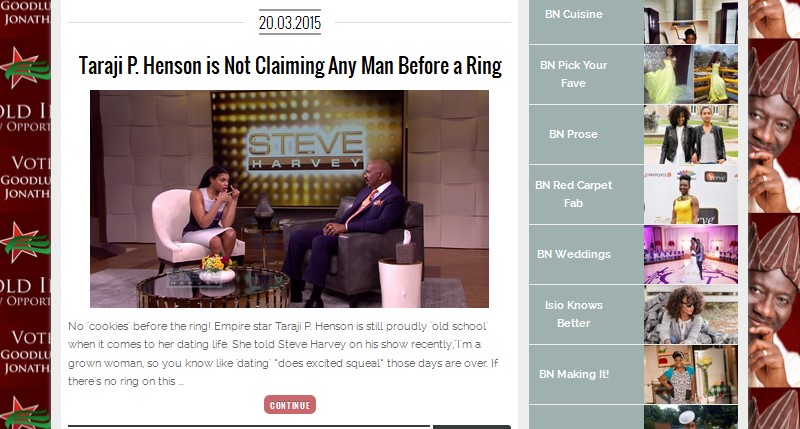 GOODLU
JONATH
OLD I
W OPPORT
VOTE
GOODLU
JONATH
OLD I
W OPPORT
VOTE
GOODLU
JONATH
20.03.2015
Taraji P. Henson is Not Claiming Any Man Before a Ring
STEVE
HARVEY
No 'cookies' before the ring! Empire star Taraji P. Henson is still proudly 'old school'
when it comes to her dating life. She told Steve Harvey on his show recently,"I'm a
grown woman, so you know like 'dating' *does excited squeal* those days are over. If
there's no ring on this ...
CONTINUE
BN Cuisine
BN Pick Your
Fave
BN Prose
BN Red Carpet
Fab
BN Weddings
Isio Knows
Better
BN Making It!